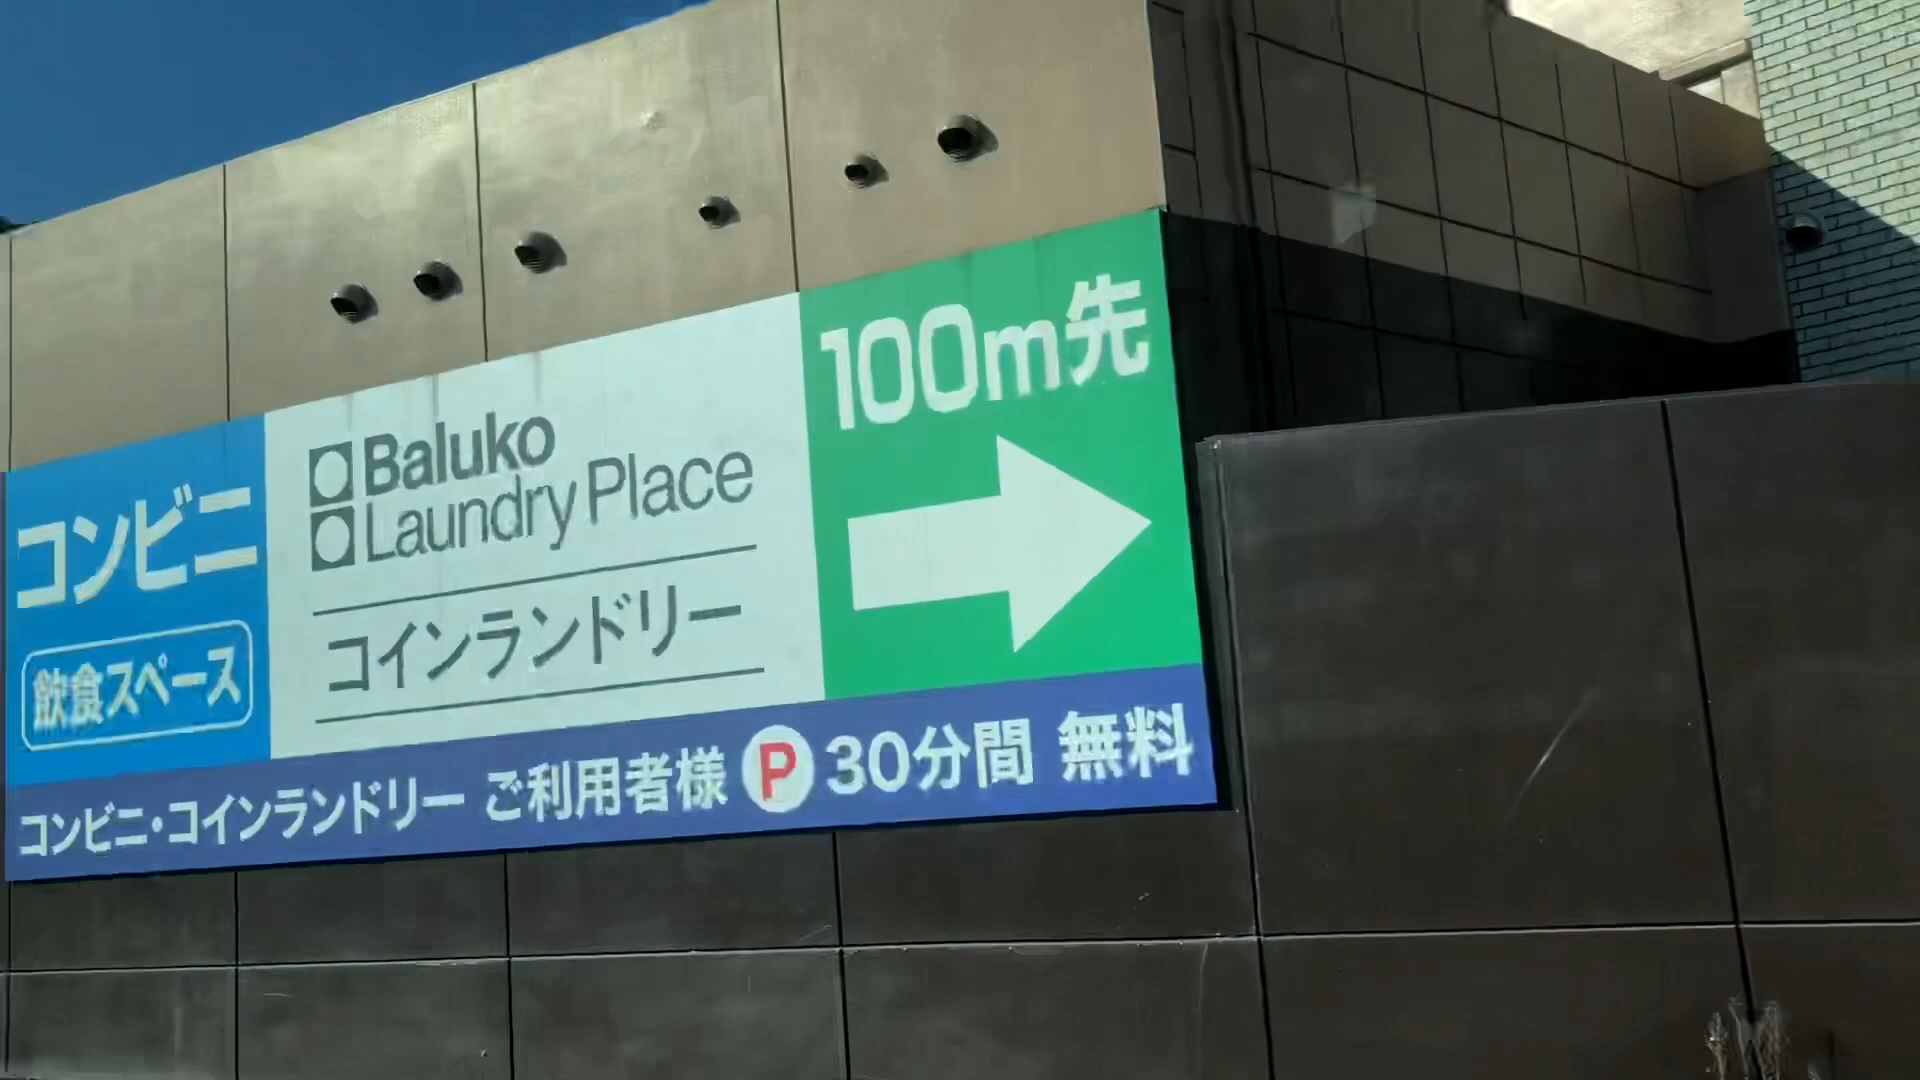 コンビニ
飲食スペース
Baluko
Laundry Place
コインランドリー
100m先
コンビニ・コインランドリー ご利用者様 P 30分間 無料